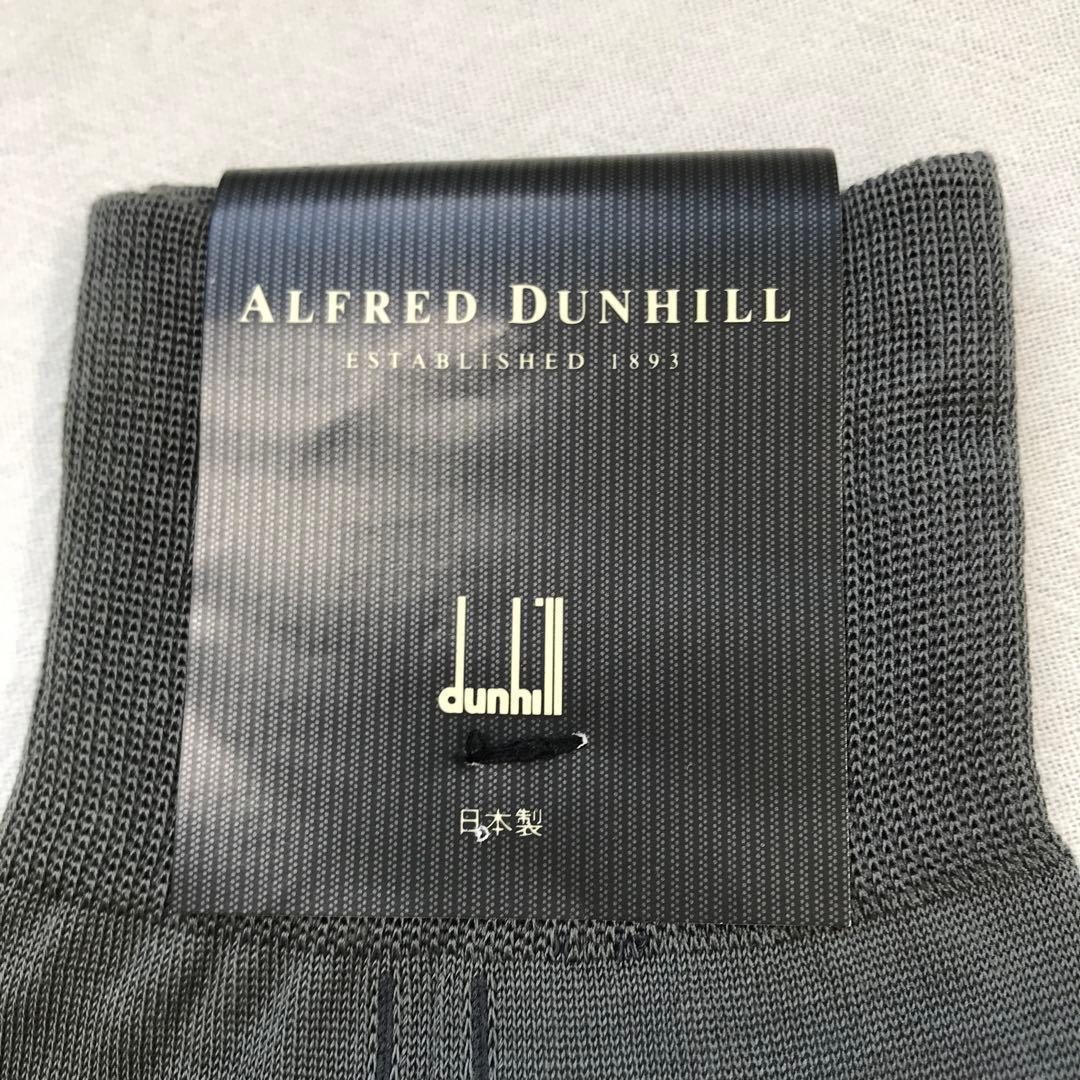 ALFRED DUNHILL
ESTABLISHED 1893
dunhill
日本製